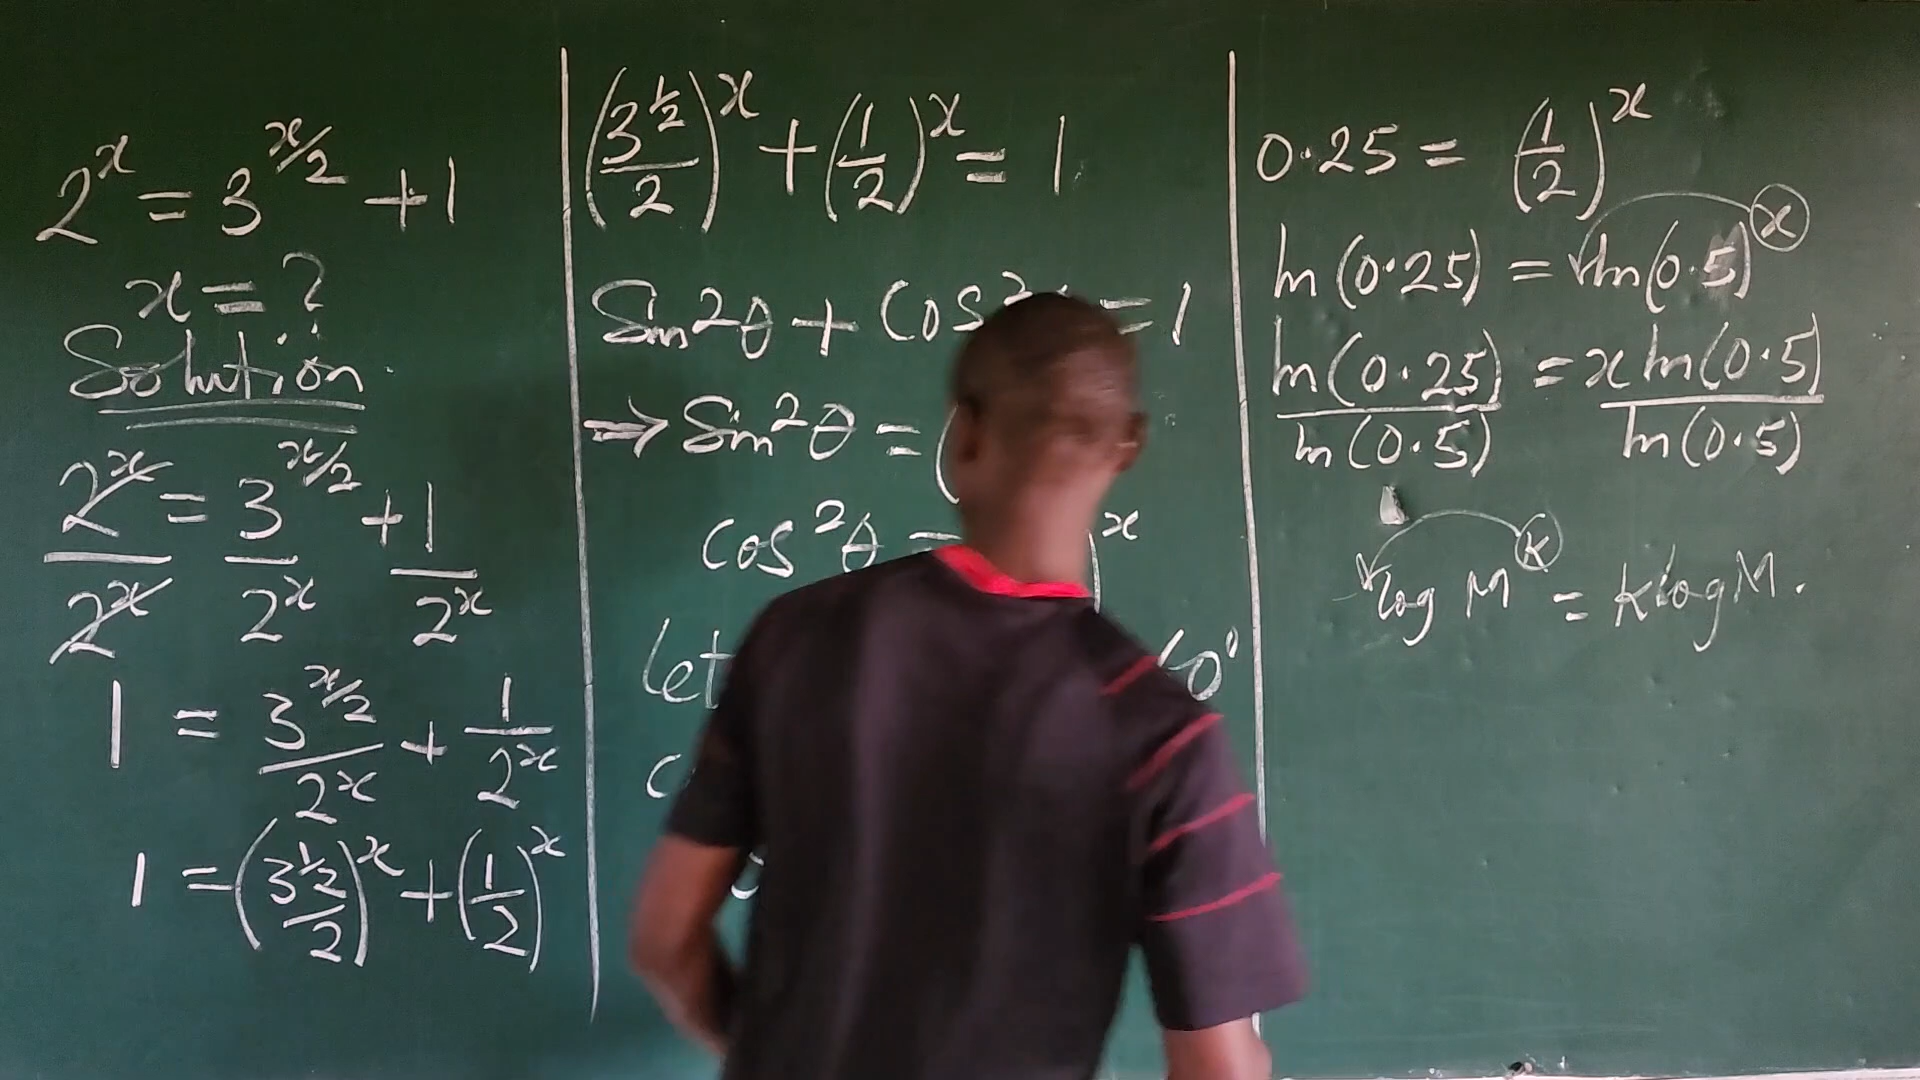 2^x = 3^{x/2} + 1
x = ?
Solution
2^x/2^x = 3^{x/2}/2^x + 1/2^x
1 = 3^{x/2}/2^x + 1/2^x
1 = (3^{1/2}/2)^x + (1/2)^x
(3^{1/2}/2)^x + (1/2)^x = 1
Sin²θ + Cos² = 1
⇒ Sin²θ = (
Cos²θ = )^x
let 60°
0.25 = (1/2)^x
ln(0.25) = ln(0.5)^x
ln(0.25)/ln(0.5) = x ln(0.5)/ln(0.5)
log M^K = K log M.